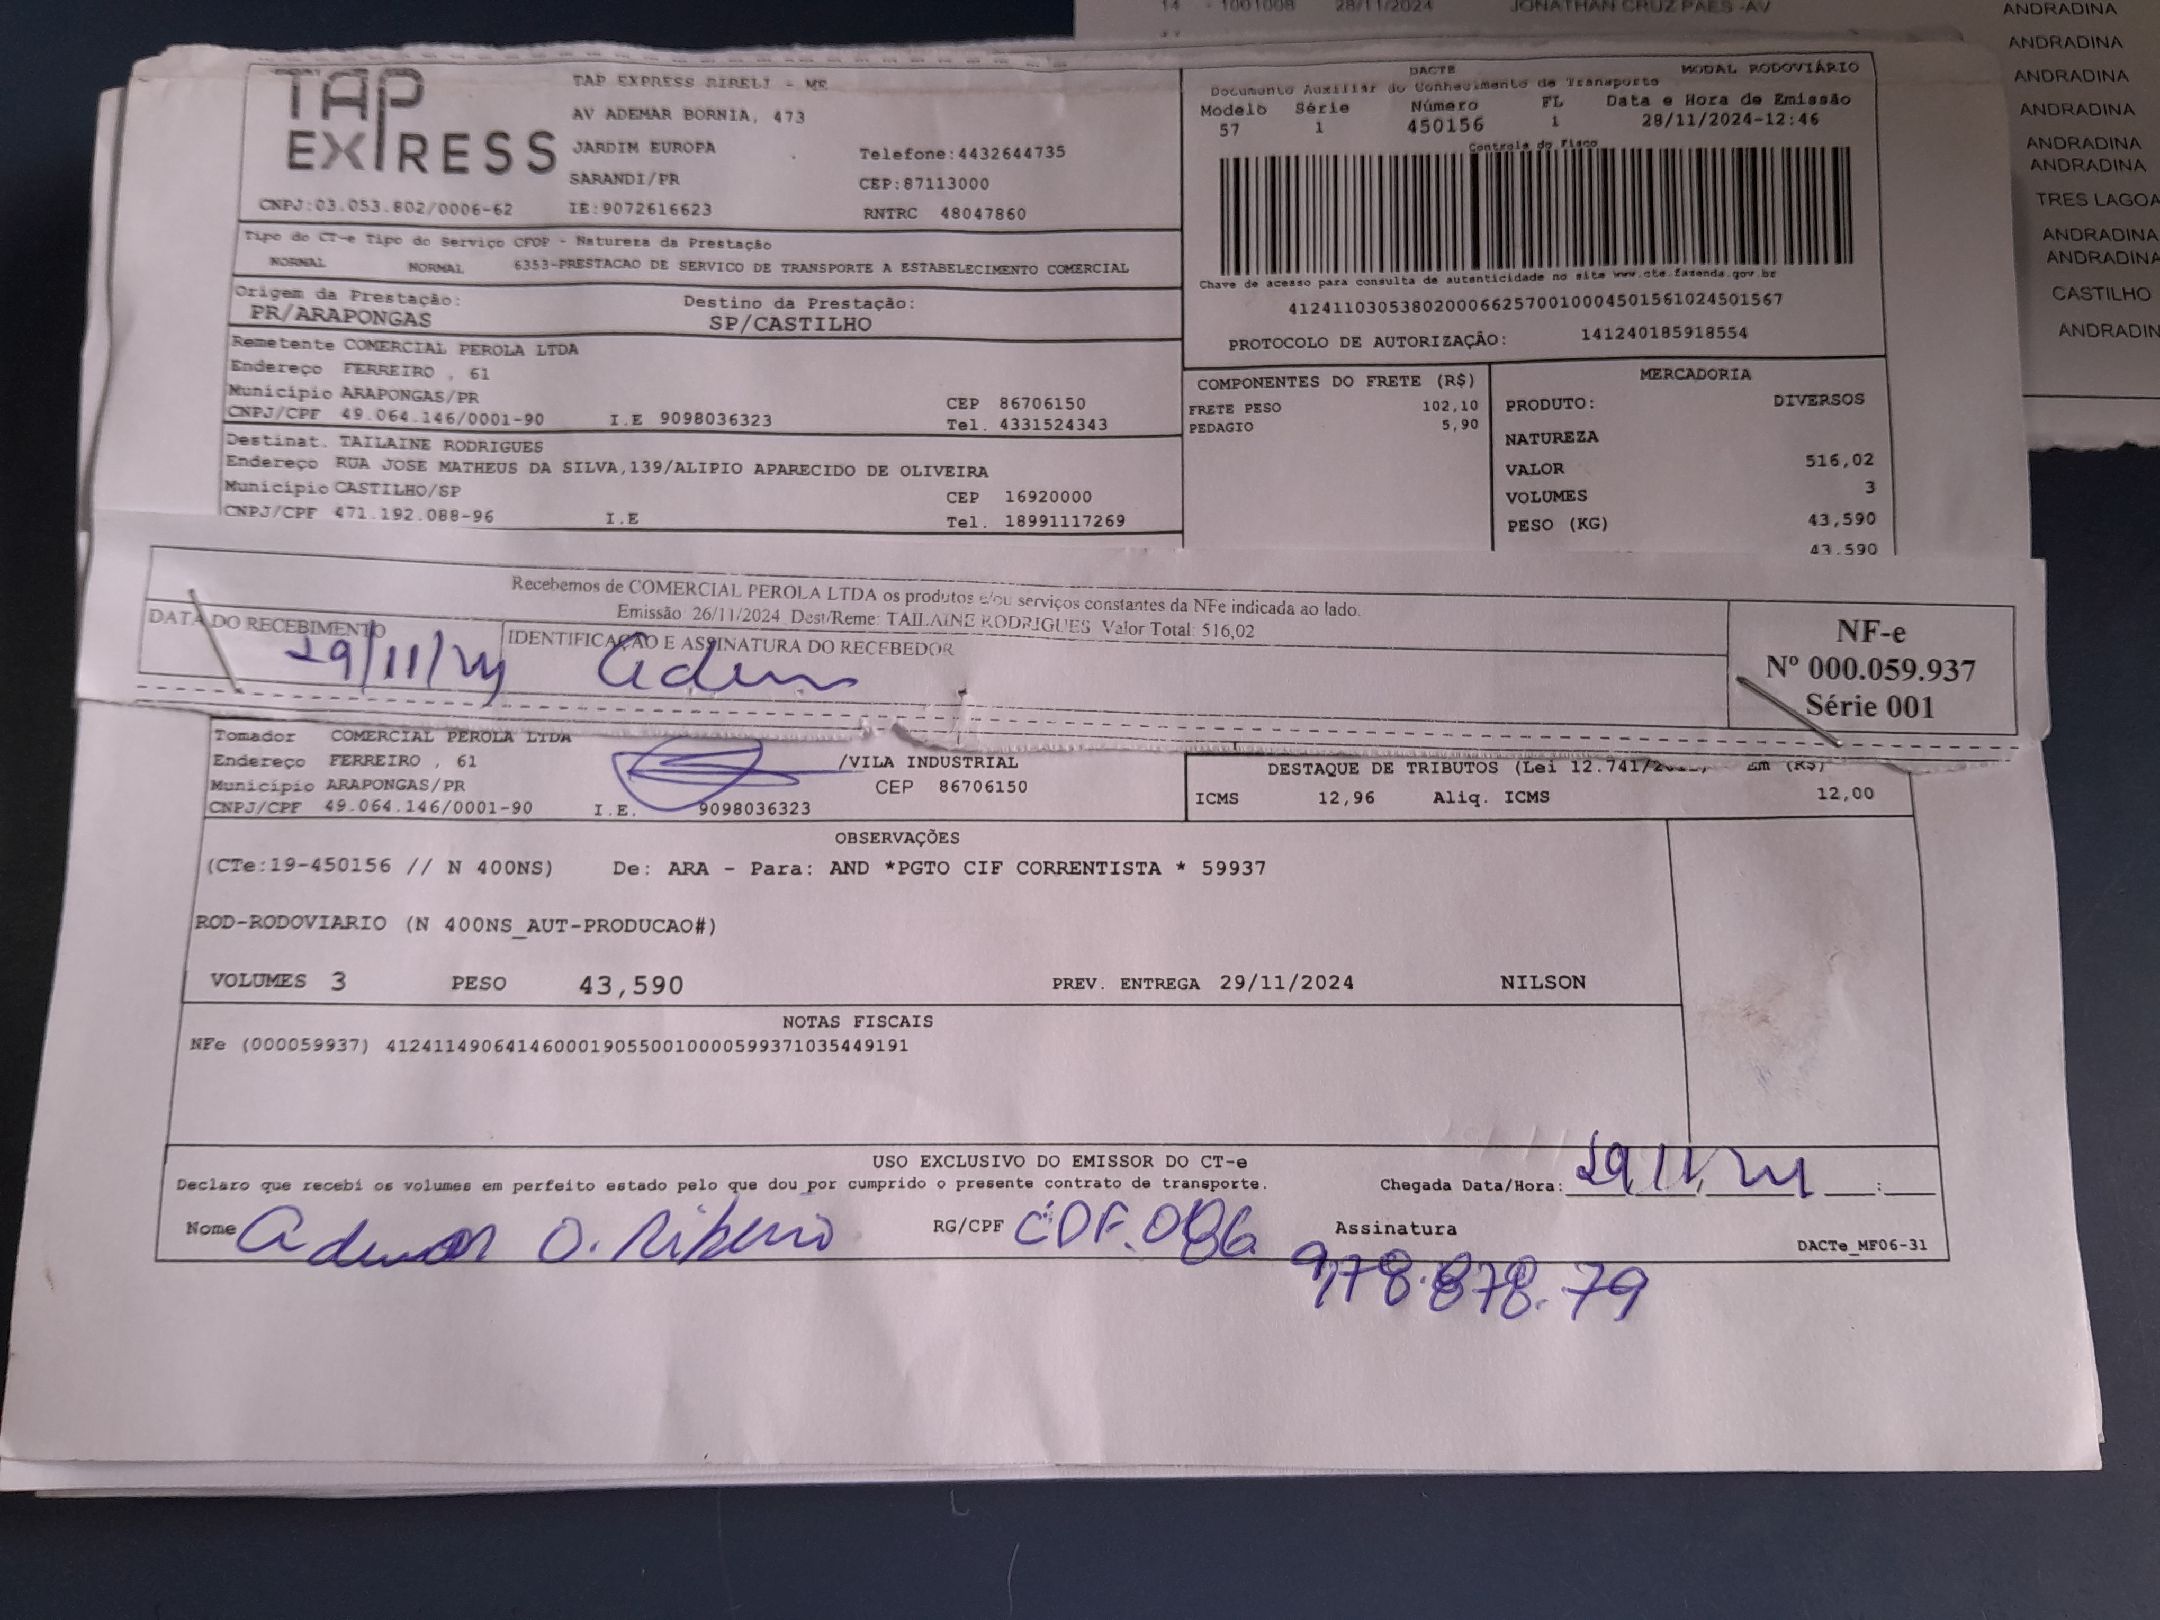 14 - 1001008 28/11/2024 JONATHAN CRUZ PAES -AV ANDRADINA
ANDRADINA
ANDRADINA
ANDRADINA
ANDRADINA
ANDRADINA
TRES LAGOA
ANDRADINA
ANDRADINA
CASTILHO
ANDRADIN
TAP EXPRESS
TAP EXPRESS EIRELI - ME
AV ADEMAR BORNIA, 473
JARDIM EUROPA Telefone:4432644735
SARANDI/PR CEP:87113000
CNPJ:03.053.802/0006-62 IE:9072616623 RNTRC 48047860
DACTE MODAL RODOVIÁRIO
Documento Auxiliar do Conhecimento de Transporte
Modelo Série Número FL Data e Hora de Emissão
57 1 450156 1 28/11/2024-12:46
Controle do Fisco
Chave de acesso para consulta de autenticidade no site www.cte.fazenda.gov.br
41241103053802000662570010004501561024501567
PROTOCOLO DE AUTORIZAÇÃO: 141240185918554
Tipo do CT-e Tipo do Serviço CFOP - Natureza da Prestação
NORMAL NORMAL 6353-PRESTACAO DE SERVICO DE TRANSPORTE A ESTABELECIMENTO COMERCIAL
Origem da Prestação: Destino da Prestação:
PR/ARAPONGAS SP/CASTILHO
Remetente COMERCIAL PEROLA LTDA
Endereço FERREIRO , 61
Município ARAPONGAS/PR CEP 86706150
CNPJ/CPF 49.064.146/0001-90 I.E 9098036323 Tel. 4331524343
Destinat. TAILAINE RODRIGUES
Endereço RUA JOSE MATHEUS DA SILVA,139/ALIPIO APARECIDO DE OLIVEIRA
Município CASTILHO/SP CEP 16920000
CNPJ/CPF 471.192.088-96 I.E Tel. 18991117269
COMPONENTES DO FRETE (R$)
FRETE PESO 102,10
PEDAGIO 5,90
MERCADORIA
PRODUTO: DIVERSOS
NATUREZA
VALOR 516,02
VOLUMES 3
PESO (KG) 43,590
43.590
Recebemos de COMERCIAL PEROLA LTDA os produtos e/ou serviços constantes da NFe indicada ao lado.
Emissão 26/11/2024 Dest/Reme: TAILAINE RODRIGUES Valor Total: 516,02
DATA DO RECEBIMENTO IDENTIFICAÇÃO E ASSINATURA DO RECEBEDOR
29/11/24
NF-e
Nº 000.059.937
Série 001
Tomador COMERCIAL PEROLA LTDA
Endereço FERREIRO , 61 /VILA INDUSTRIAL
Município ARAPONGAS/PR CEP 86706150
CNPJ/CPF 49.064.146/0001-90 I.E. 9098036323
DESTAQUE DE TRIBUTOS (Lei 12.741/ Em (R$)
ICMS 12,96 Aliq. ICMS 12,00
OBSERVAÇÕES
(CTe:19-450156 // N 400NS) De: ARA - Para: AND *PGTO CIF CORRENTISTA * 59937
ROD-RODOVIARIO (N 400NS_AUT-PRODUCAO#)
VOLUMES 3 PESO 43,590 PREV. ENTREGA 29/11/2024 NILSON
NOTAS FISCAIS
NFe (000059937) 41241149064146000190550010000599371035449191
USO EXCLUSIVO DO EMISSOR DO CT-e
Declaro que recebi os volumes em perfeito estado pelo que dou por cumprido o presente contrato de transporte. Chegada Data/Hora: 29/11/24 :
Nome Ademar O. Ribeiro RG/CPF CPF.086 Assinatura
978.878.79
DACTe_MF06-31